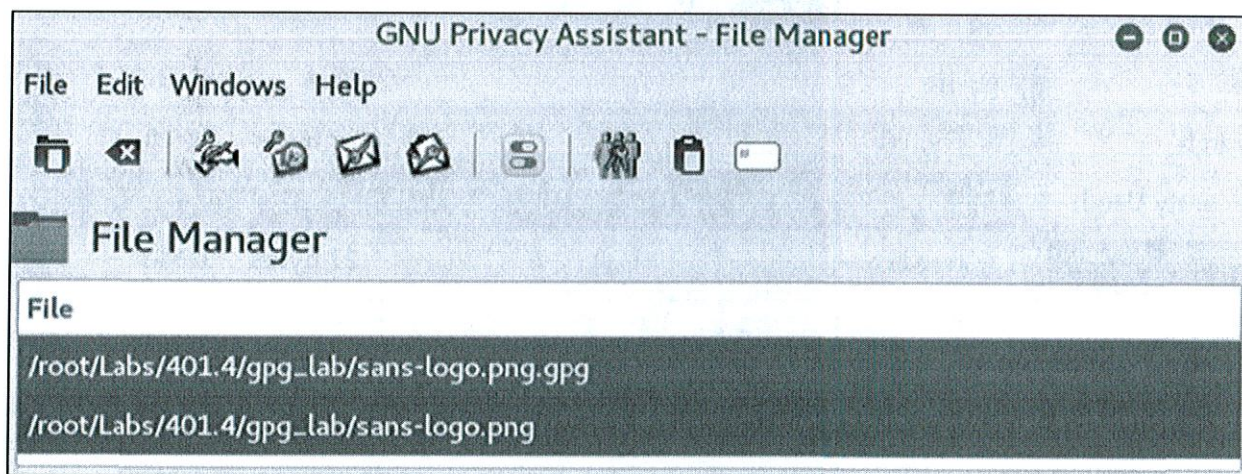 GNU Privacy Assistant - File Manager
File Edit Windows Help
File Manager
File
/root/Labs/401.4/gpg_lab/sans-logo.png.gpg
/root/Labs/401.4/gpg_lab/sans-logo.png